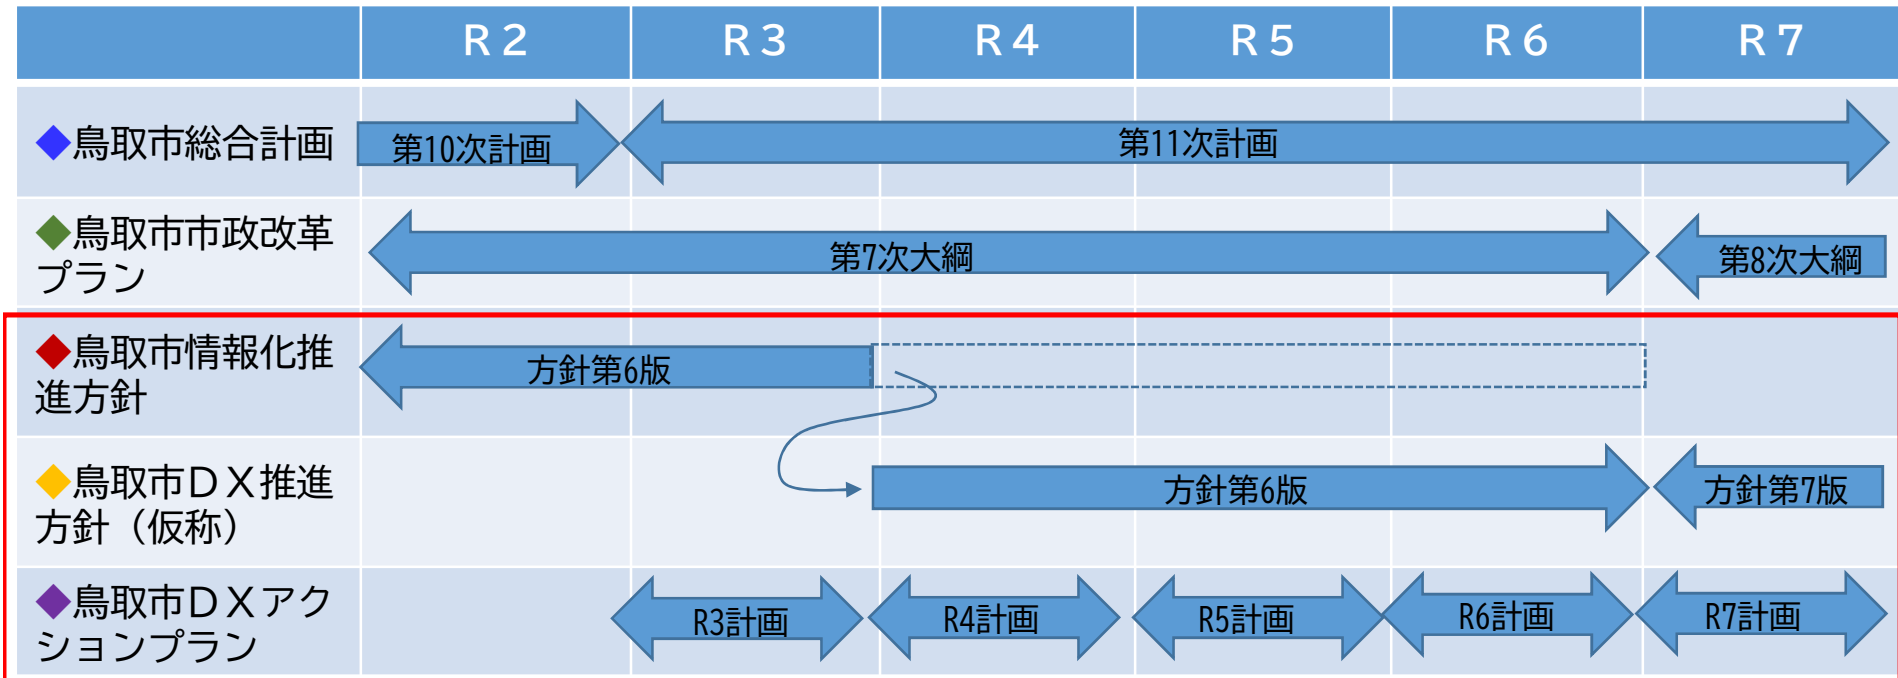 R2 R3 R4 R5 R6 R7
◆鳥取市総合計画
第10次計画
第11次計画
◆鳥取市市政改革
プラン
第7次大綱
第8次大綱
◆鳥取市情報化推
進方針
方針第6版
◆鳥取市DX推進
方針（仮称）
方針第6版
方針第7版
◆鳥取市DXアク
ションプラン
R3計画
R4計画
R5計画
R6計画
R7計画